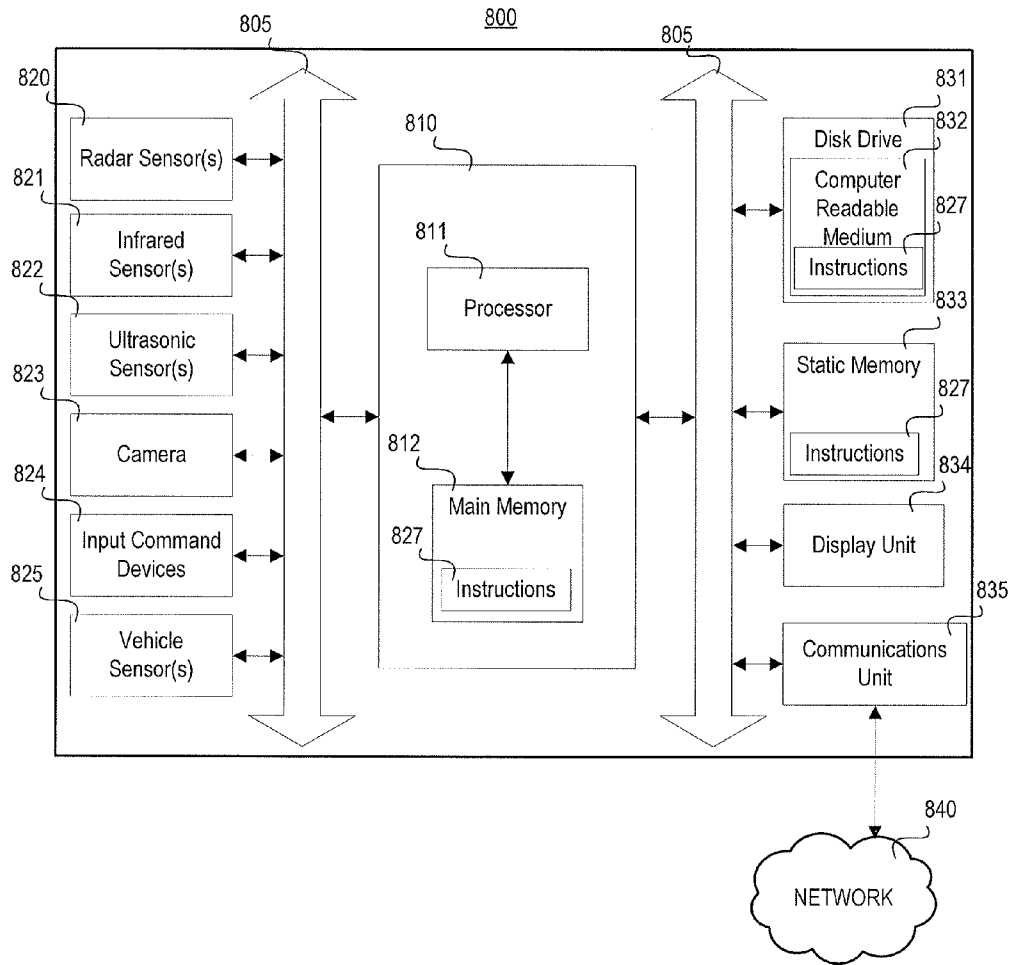 800
805
805
820
Radar Sensor(s)
821
Infrared
Sensor(s)
822
Ultrasonic
Sensor(s)
823
Camera
824
Input Command
Devices
825
Vehicle
Sensor(s)
810
811
Processor
812
Main Memory
827
Instructions
831
Disk Drive
832
Computer
Readable
Medium
827
Instructions
833
Static Memory
827
Instructions
834
Display Unit
835
Communications
Unit
840
NETWORK